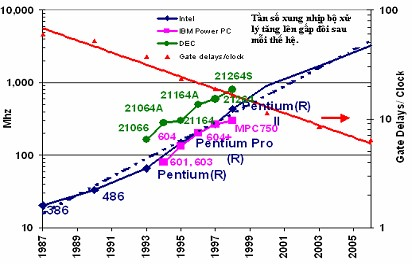 10,000
1,000
100
10
Mhz
Intel
IBM Power PC
DEC
Gate delays/ clock
Tần số xung nhịp bộ xử
lý tăng lên gấp đôi sau
mỗi thế hệ.
100
10
1
Gate Delays/ Clock
21264S
21164A
21264
21064A
21164
21066
Pentium(R)
II
MPC750
604
604+
Pentium Pro
(R)
601, 603
Pentium(R)
486
386
1987
1989
1991
1993
1995
1997
1999
2001
2003
2005